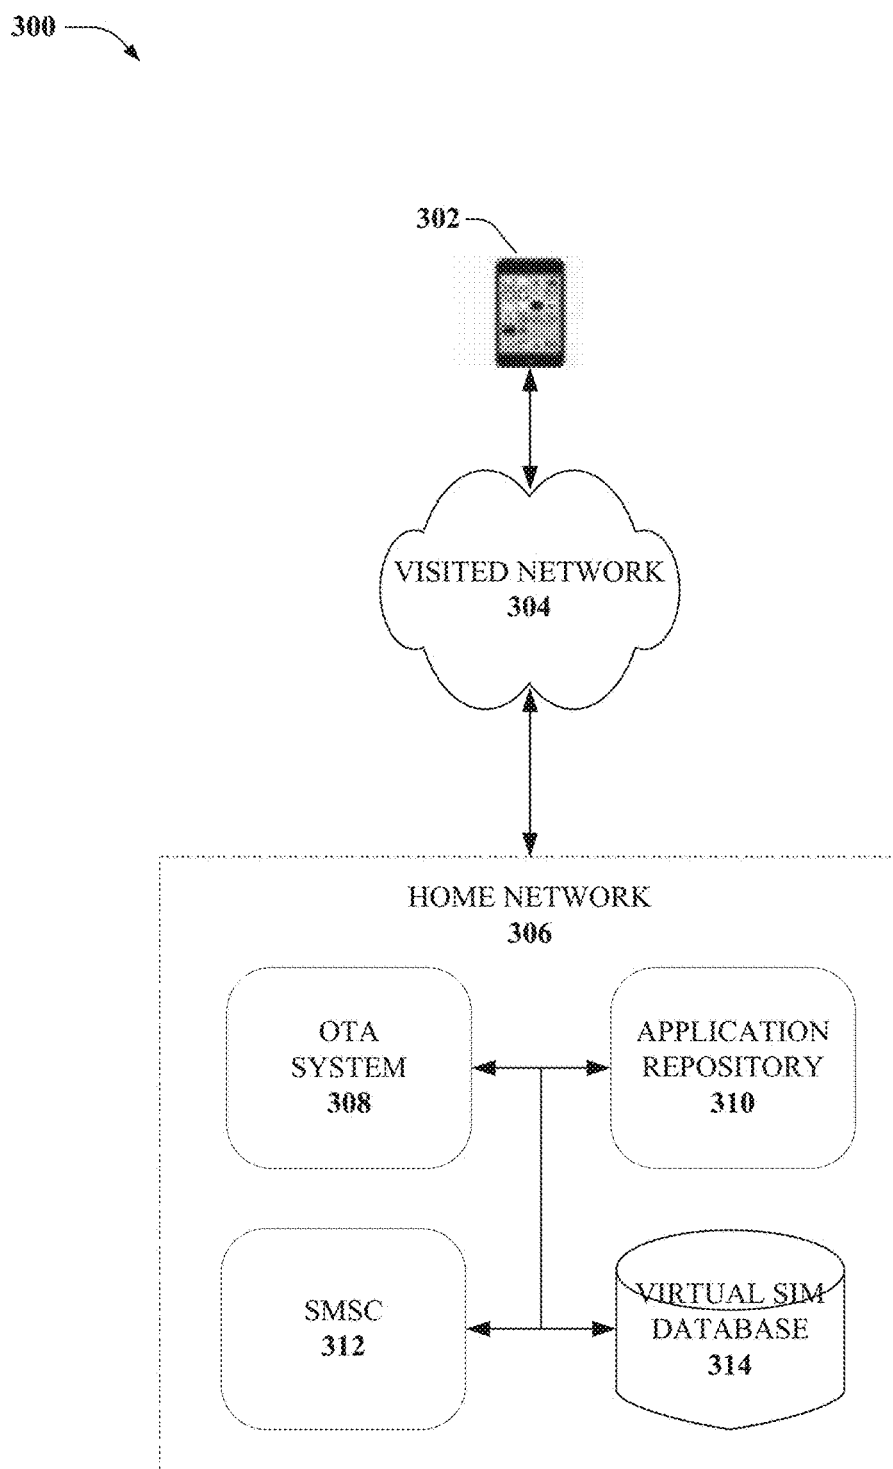 300
302
VISITED NETWORK
304
HOME NETWORK
306
OTA
SYSTEM
308
APPLICATION
REPOSITORY
310
SMSC
312
VIRTUAL SIM
DATABASE
314